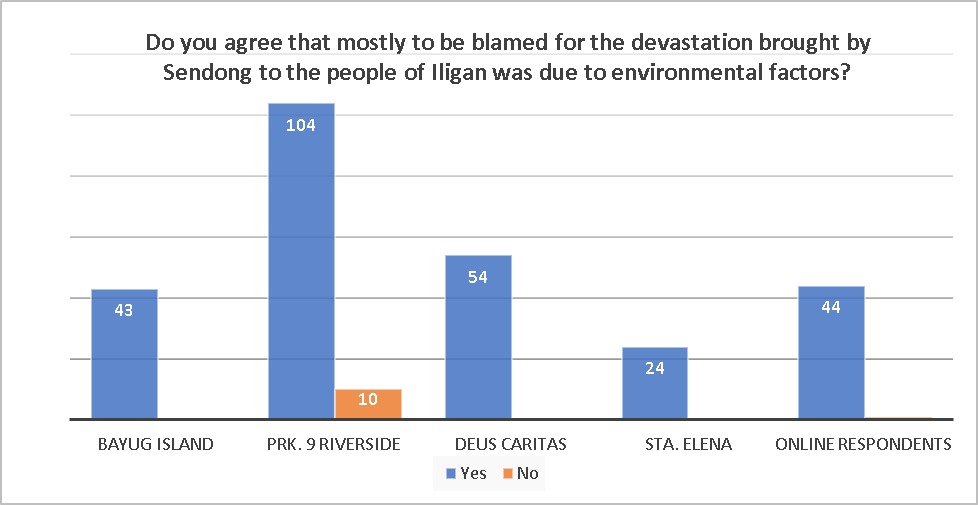 Do you agree that mostly to be blamed for the devastation brought by
Sendong to the people of Iligan was due to environmental factors?
104
10
54
43
44
24
BAYUG ISLAND
PRK. 9 RIVERSIDE
DEUS CARITAS
STA. ELENA
ONLINE RESPONDENTS
Yes
No